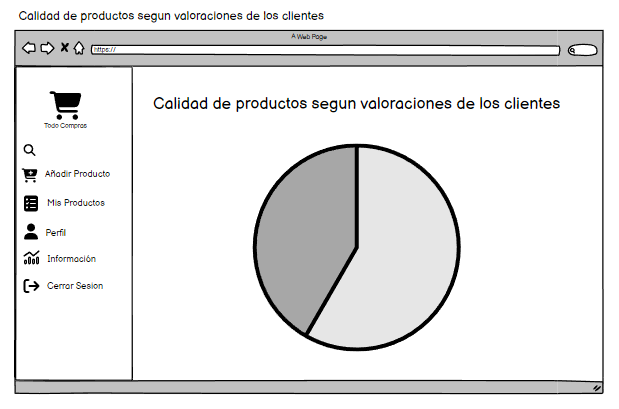 Calidad de productos segun valoraciones de los clientes
A Web Page
https://
Todo Compras
Calidad de productos segun valoraciones de los clientes
Añadir Producto
Mis Productos
Perfil
Información
Cerrar Sesion